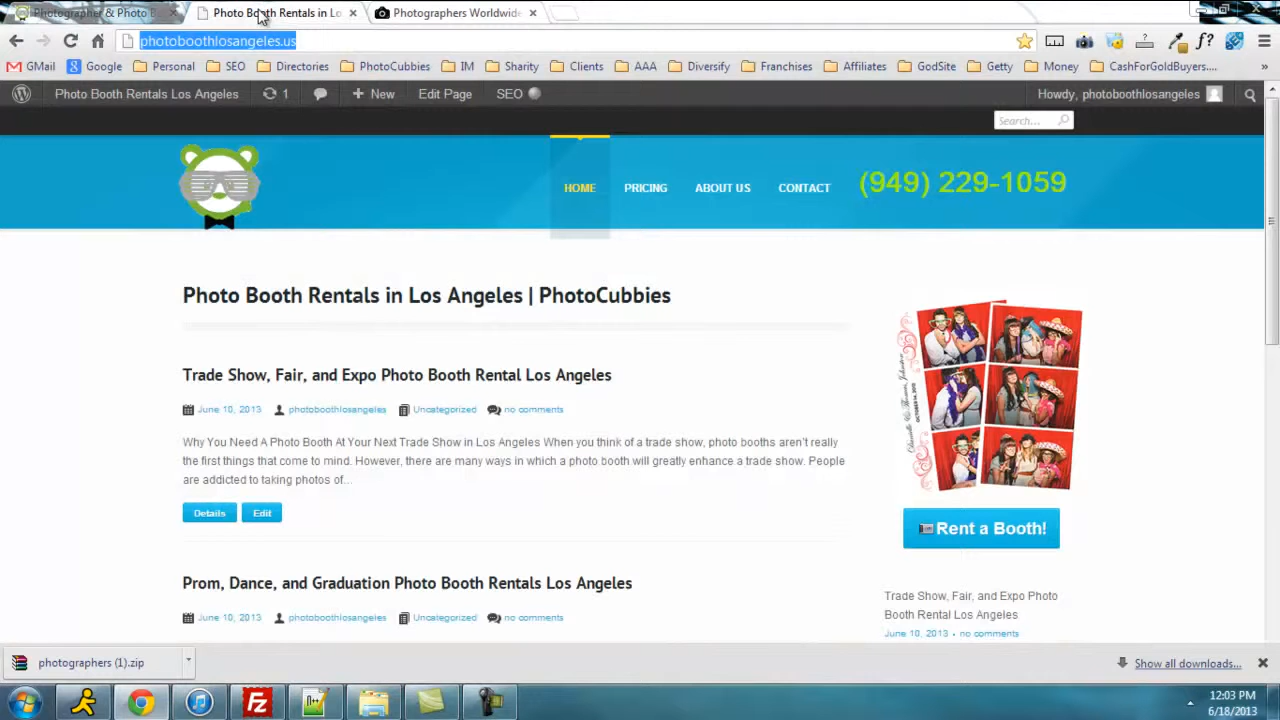 Photographer & Photo B
Photo Booth Rentals in Lo
Photographers Worldwide
photoboothlosangeles.us
GMail Google Personal SEO Directories PhotoCubbies IM Sharity Clients AAA Diversify Franchises Affiliates GodSite Getty Money CashForGoldBuyers.... »
Photo Booth Rentals Los Angeles 1 + New Edit Page SEO Howdy, photoboothlosangeles
Search...
HOME PRICING ABOUT US CONTACT (949) 229-1059
Photo Booth Rentals in Los Angeles | PhotoCubbies
Trade Show, Fair, and Expo Photo Booth Rental Los Angeles
June 10, 2013 photoboothlosangeles Uncategorized no comments
Why You Need A Photo Booth At Your Next Trade Show in Los Angeles When you think of a trade show, photo booths aren't really
the first things that come to mind. However, there are many ways in which a photo booth will greatly enhance a trade show. People
are addicted to taking photos of...
Details Edit
Rent a Booth!
Prom, Dance, and Graduation Photo Booth Rentals Los Angeles
June 10, 2013 photoboothlosangeles Uncategorized no comments
Trade Show, Fair, and Expo Photo
Booth Rental Los Angeles
June 10, 2013 • no comments
photographers (1).zip
Show all downloads...
12:03 PM
6/18/2013